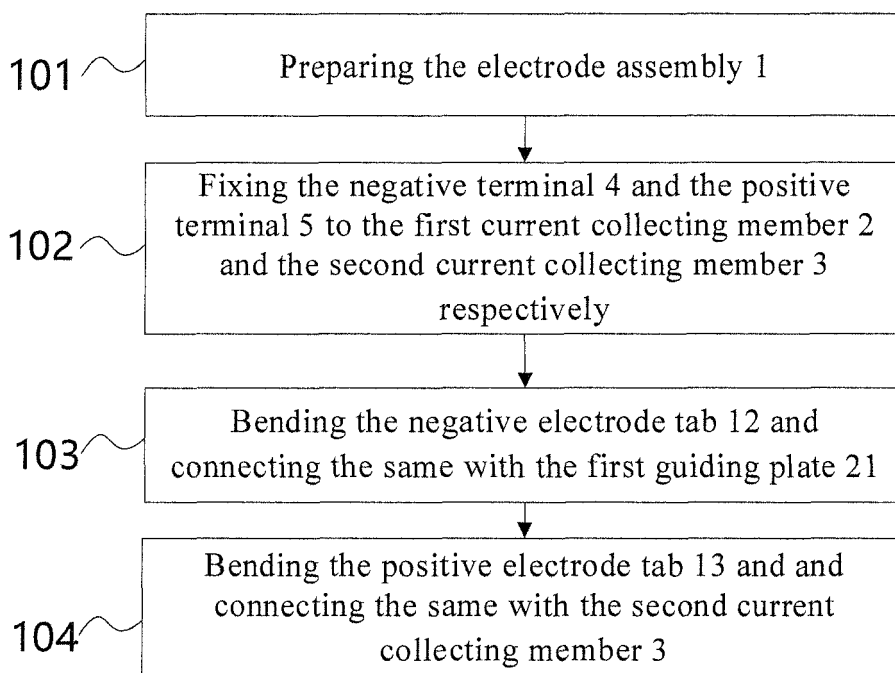 101
Preparing the electrode assembly 1
102
Fixing the negative terminal 4 and the positive
terminal 5 to the first current collecting member 2
and the second current collecting member 3
respectively
103
Bending the negative electrode tab 12 and
connecting the same with the first guiding plate 21
104
Bending the positive electrode tab 13 and and
connecting the same with the second current
collecting member 3